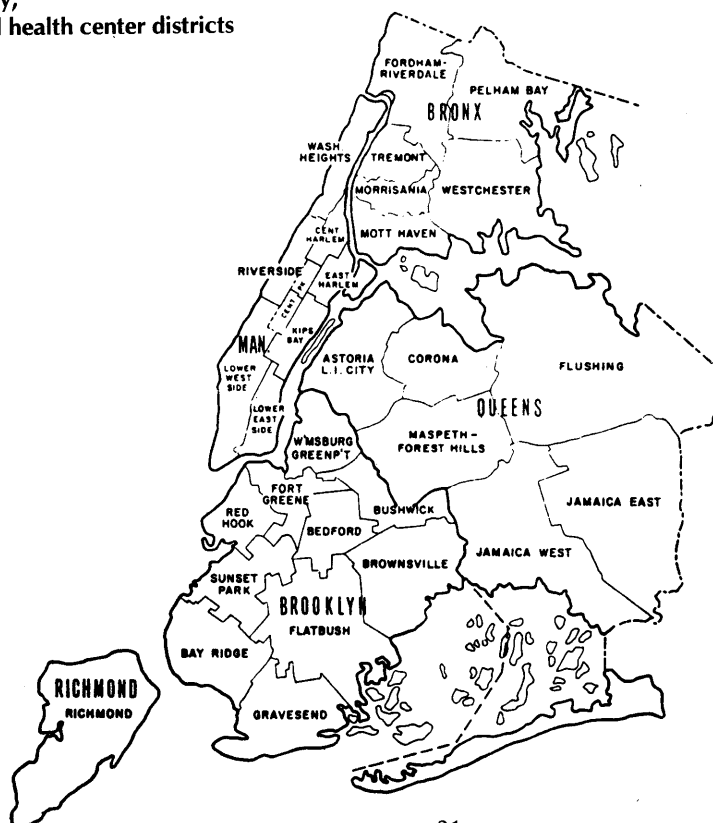 health center districts
FORDHAM-
RIVERDALE
PELHAM BAY
BRONX
WASH
HEIGHTS
TREMONT
MORRISANIA
WESTCHESTER
CENT
HARLEM
MOTT HAVEN
RIVERSIDE
EAST
HARLEM
CENT PK
KIPS
BAY
MAN.
ASTORIA
L.I. CITY
CORONA
FLUSHING
LOWER
WEST
SIDE
QUEENS
LOWER
EAST
SIDE
W'MSBURG
GREENP'T
MASPETH-
FOREST HILLS
FORT
GREENE
RED
HOOK
BUSHWICK
JAMAICA EAST
BEDFORD
BROWNSVILLE
JAMAICA WEST
SUNSET
PARK
BROOKLYN
FLATBUSH
BAY RIDGE
RICHMOND
RICHMOND
GRAVESEND